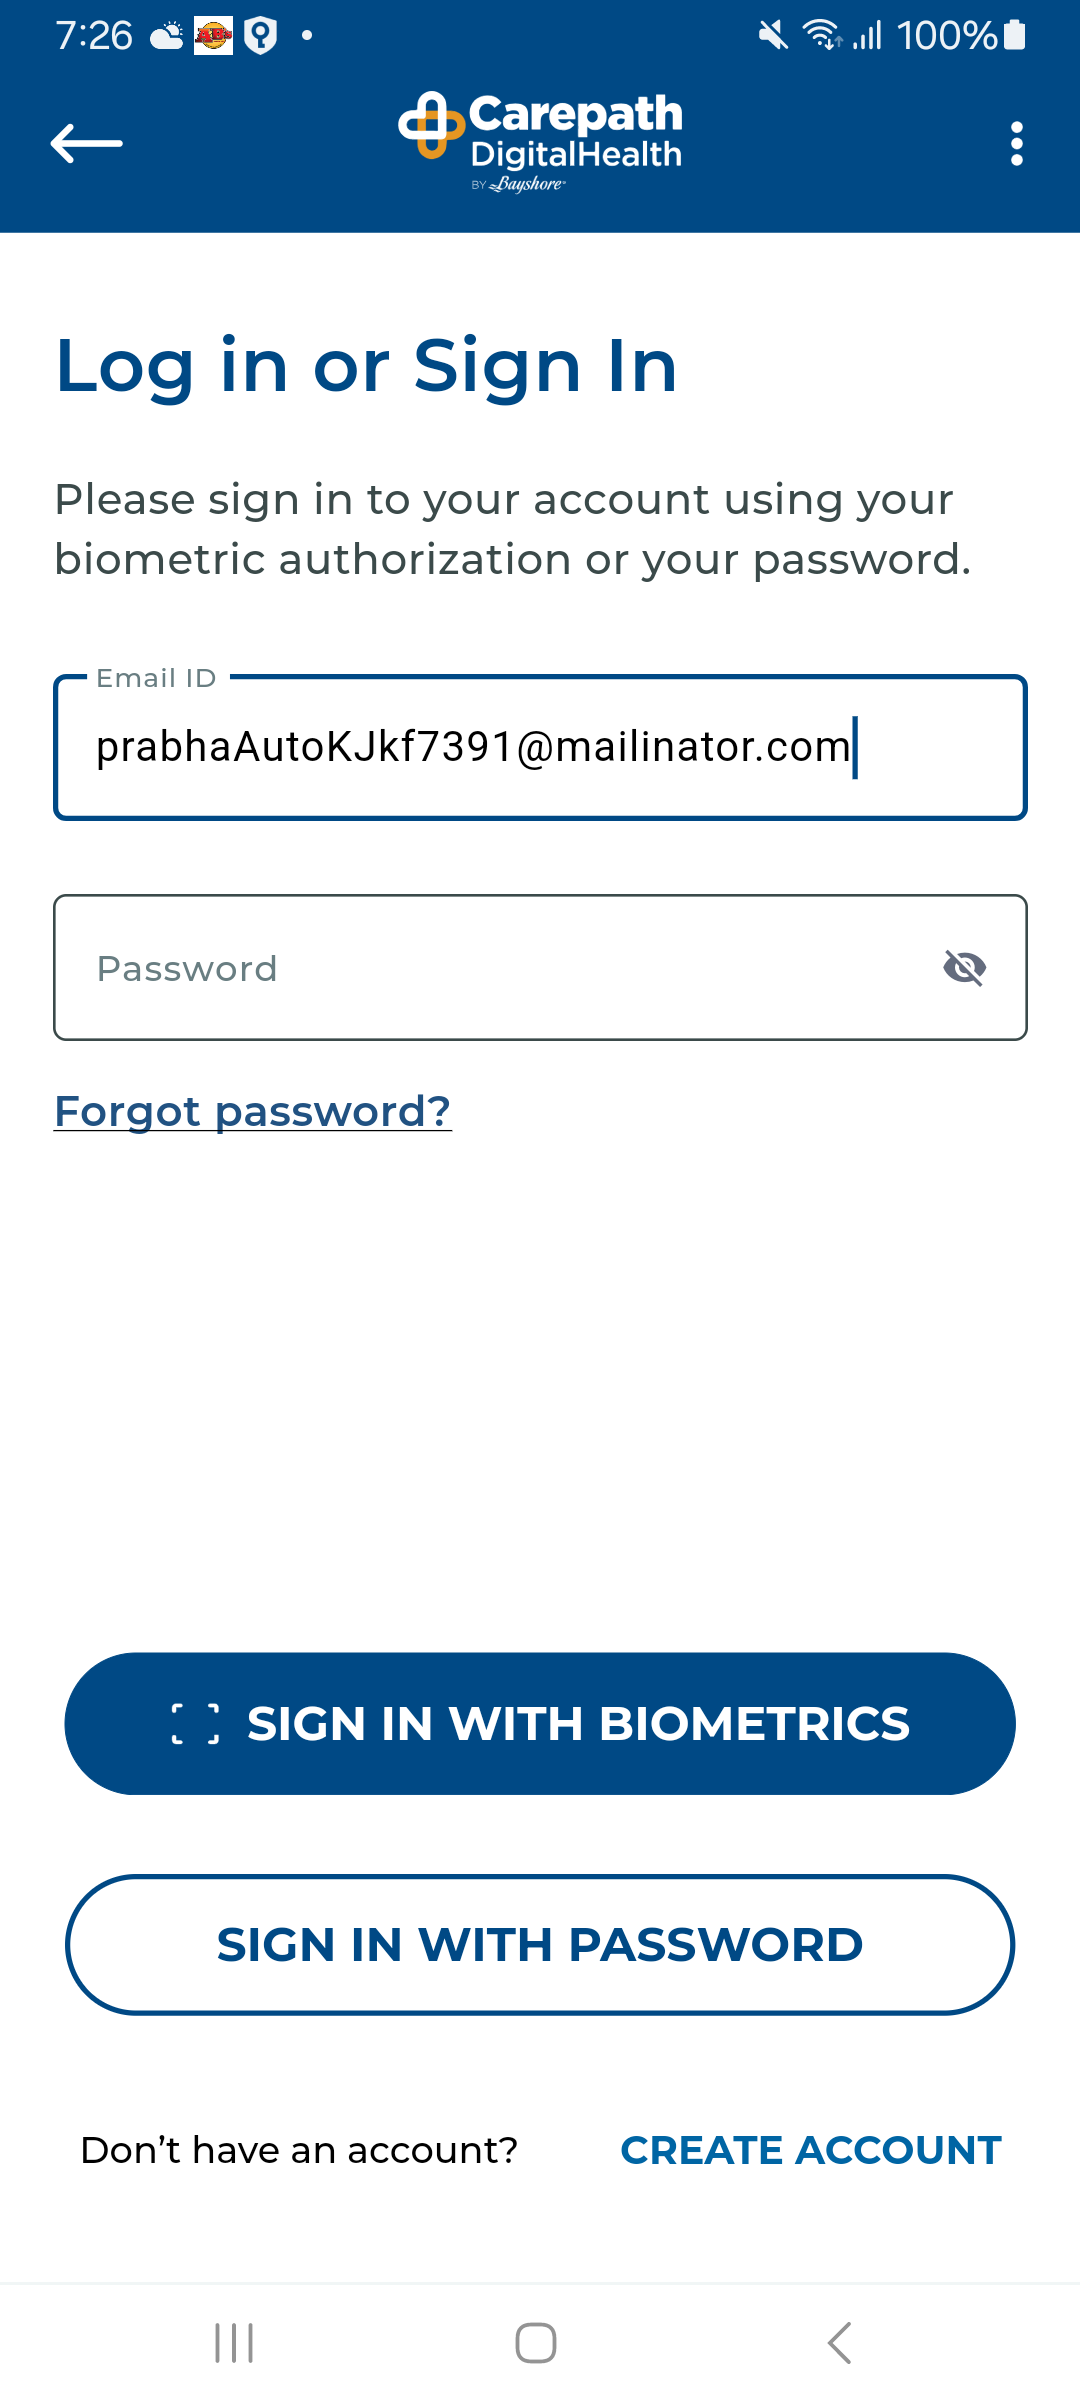 7:26
100%
Carepath
DigitalHealth
BY Bayshore
Log in or Sign In
Please sign in to your account using your
biometric authorization or your password.
Email ID
prabhaAutoKJkf7391@mailinator.com
Password
Forgot password?
SIGN IN WITH BIOMETRICS
SIGN IN WITH PASSWORD
Don’t have an account? CREATE ACCOUNT